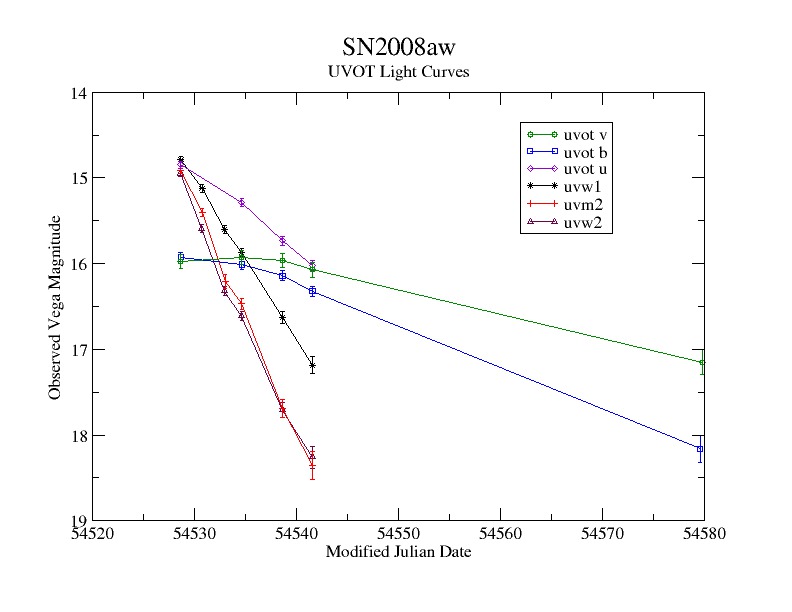 SN2008aw
UVOT Light Curves
14
15
16
17
18
19
Observed Vega Magnitude
uvot v
uvot b
uvot u
uvw1
uvm2
uvw2
54520 54530 54540 54550 54560 54570 54580
Modified Julian Date